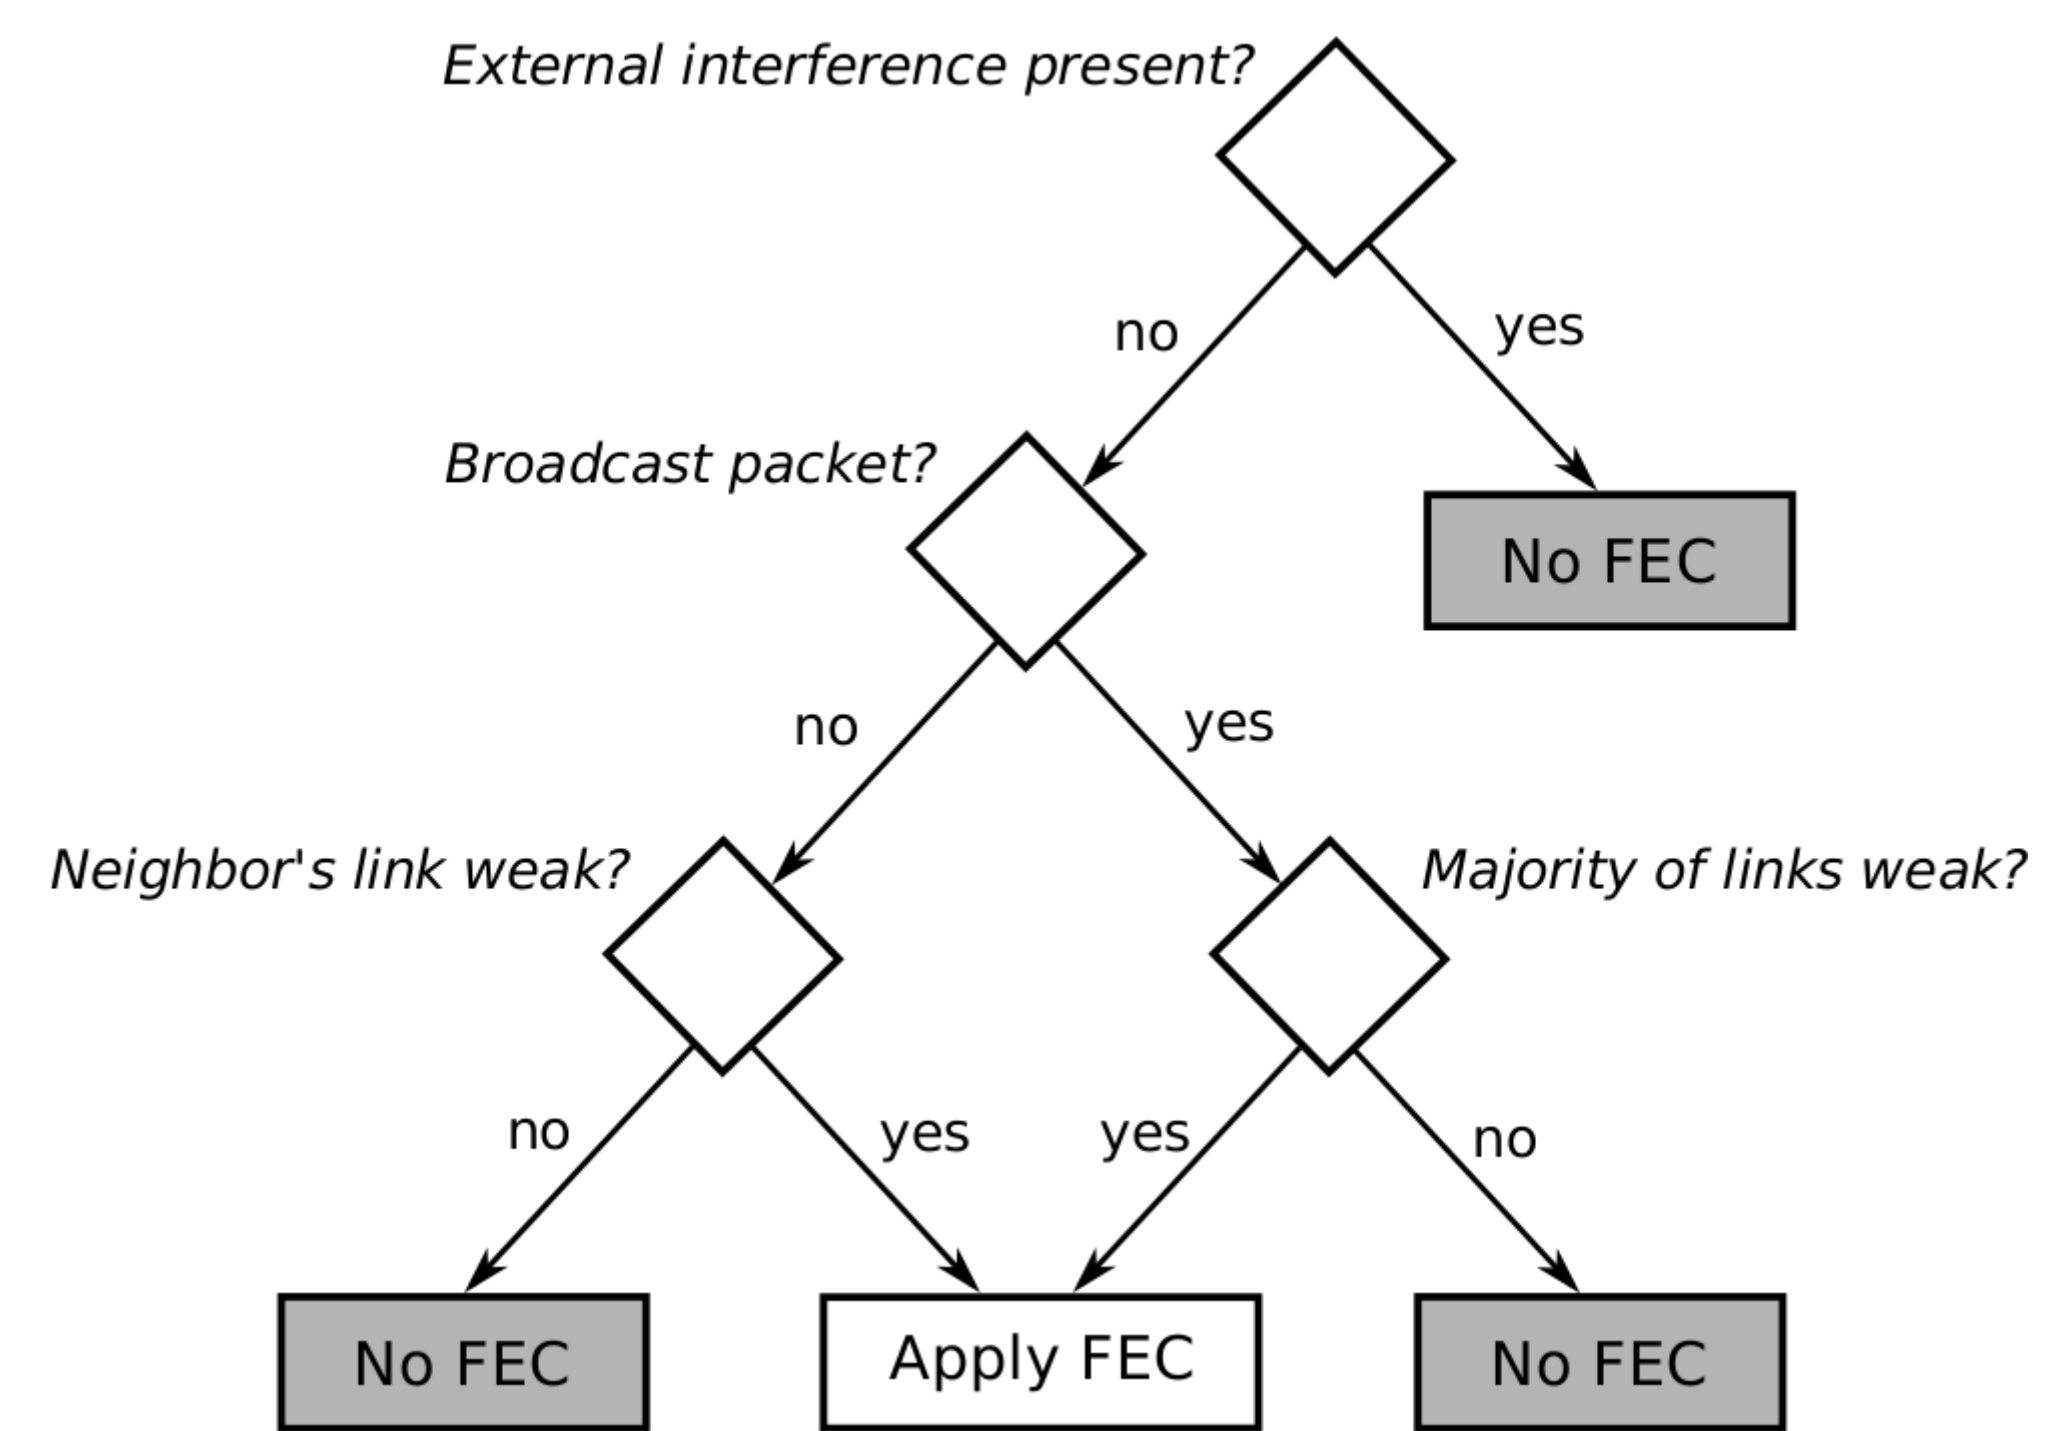 External interference present?
no
yes
Broadcast packet?
No FEC
no
yes
Neighbor's link weak?
Majority of links weak?
no
yes
yes
no
No FEC
Apply FEC
No FEC